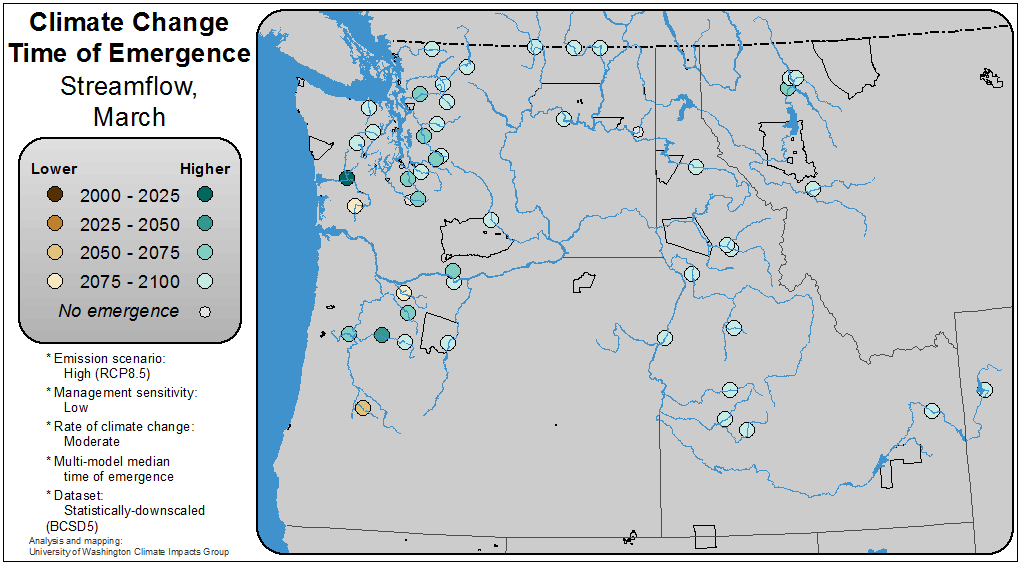 Climate Change
Time of Emergence
Streamflow,
March
Lower Higher
2000 - 2025
2025 - 2050
2050 - 2075
2075 - 2100
No emergence
* Emission scenario:
High (RCP8.5)
* Management sensitivity:
Low
* Rate of climate change:
Moderate
* Multi-model median
time of emergence
* Dataset:
Statistically-downscaled
(BCSD5)
Analysis and mapping:
University of Washington Climate Impacts Group